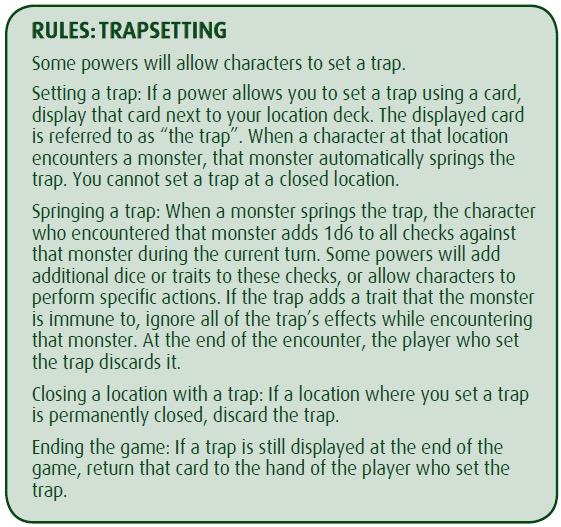 RULES: TRAPSETTING
Some powers will allow characters to set a trap.
Setting a trap: If a power allows you to set a trap using a card,
display that card next to your location deck. The displayed card
is referred to as “the trap”. When a character at that location
encounters a monster, that monster automatically springs the
trap. You cannot set a trap at a closed location.
Springing a trap: When a monster springs the trap, the character
who encountered that monster adds 1d6 to all checks against
that monster during the current turn. Some powers will add
additional dice or traits to these checks, or allow characters to
perform specific actions. If the trap adds a trait that the monster
is immune to, ignore all of the trap’s effects while encountering
that monster. At the end of the encounter, the player who set
the trap discards it.
Closing a location with a trap: If a location where you set a trap
is permanently closed, discard the trap.
Ending the game: If a trap is still displayed at the end of the
game, return that card to the hand of the player who set the
trap.